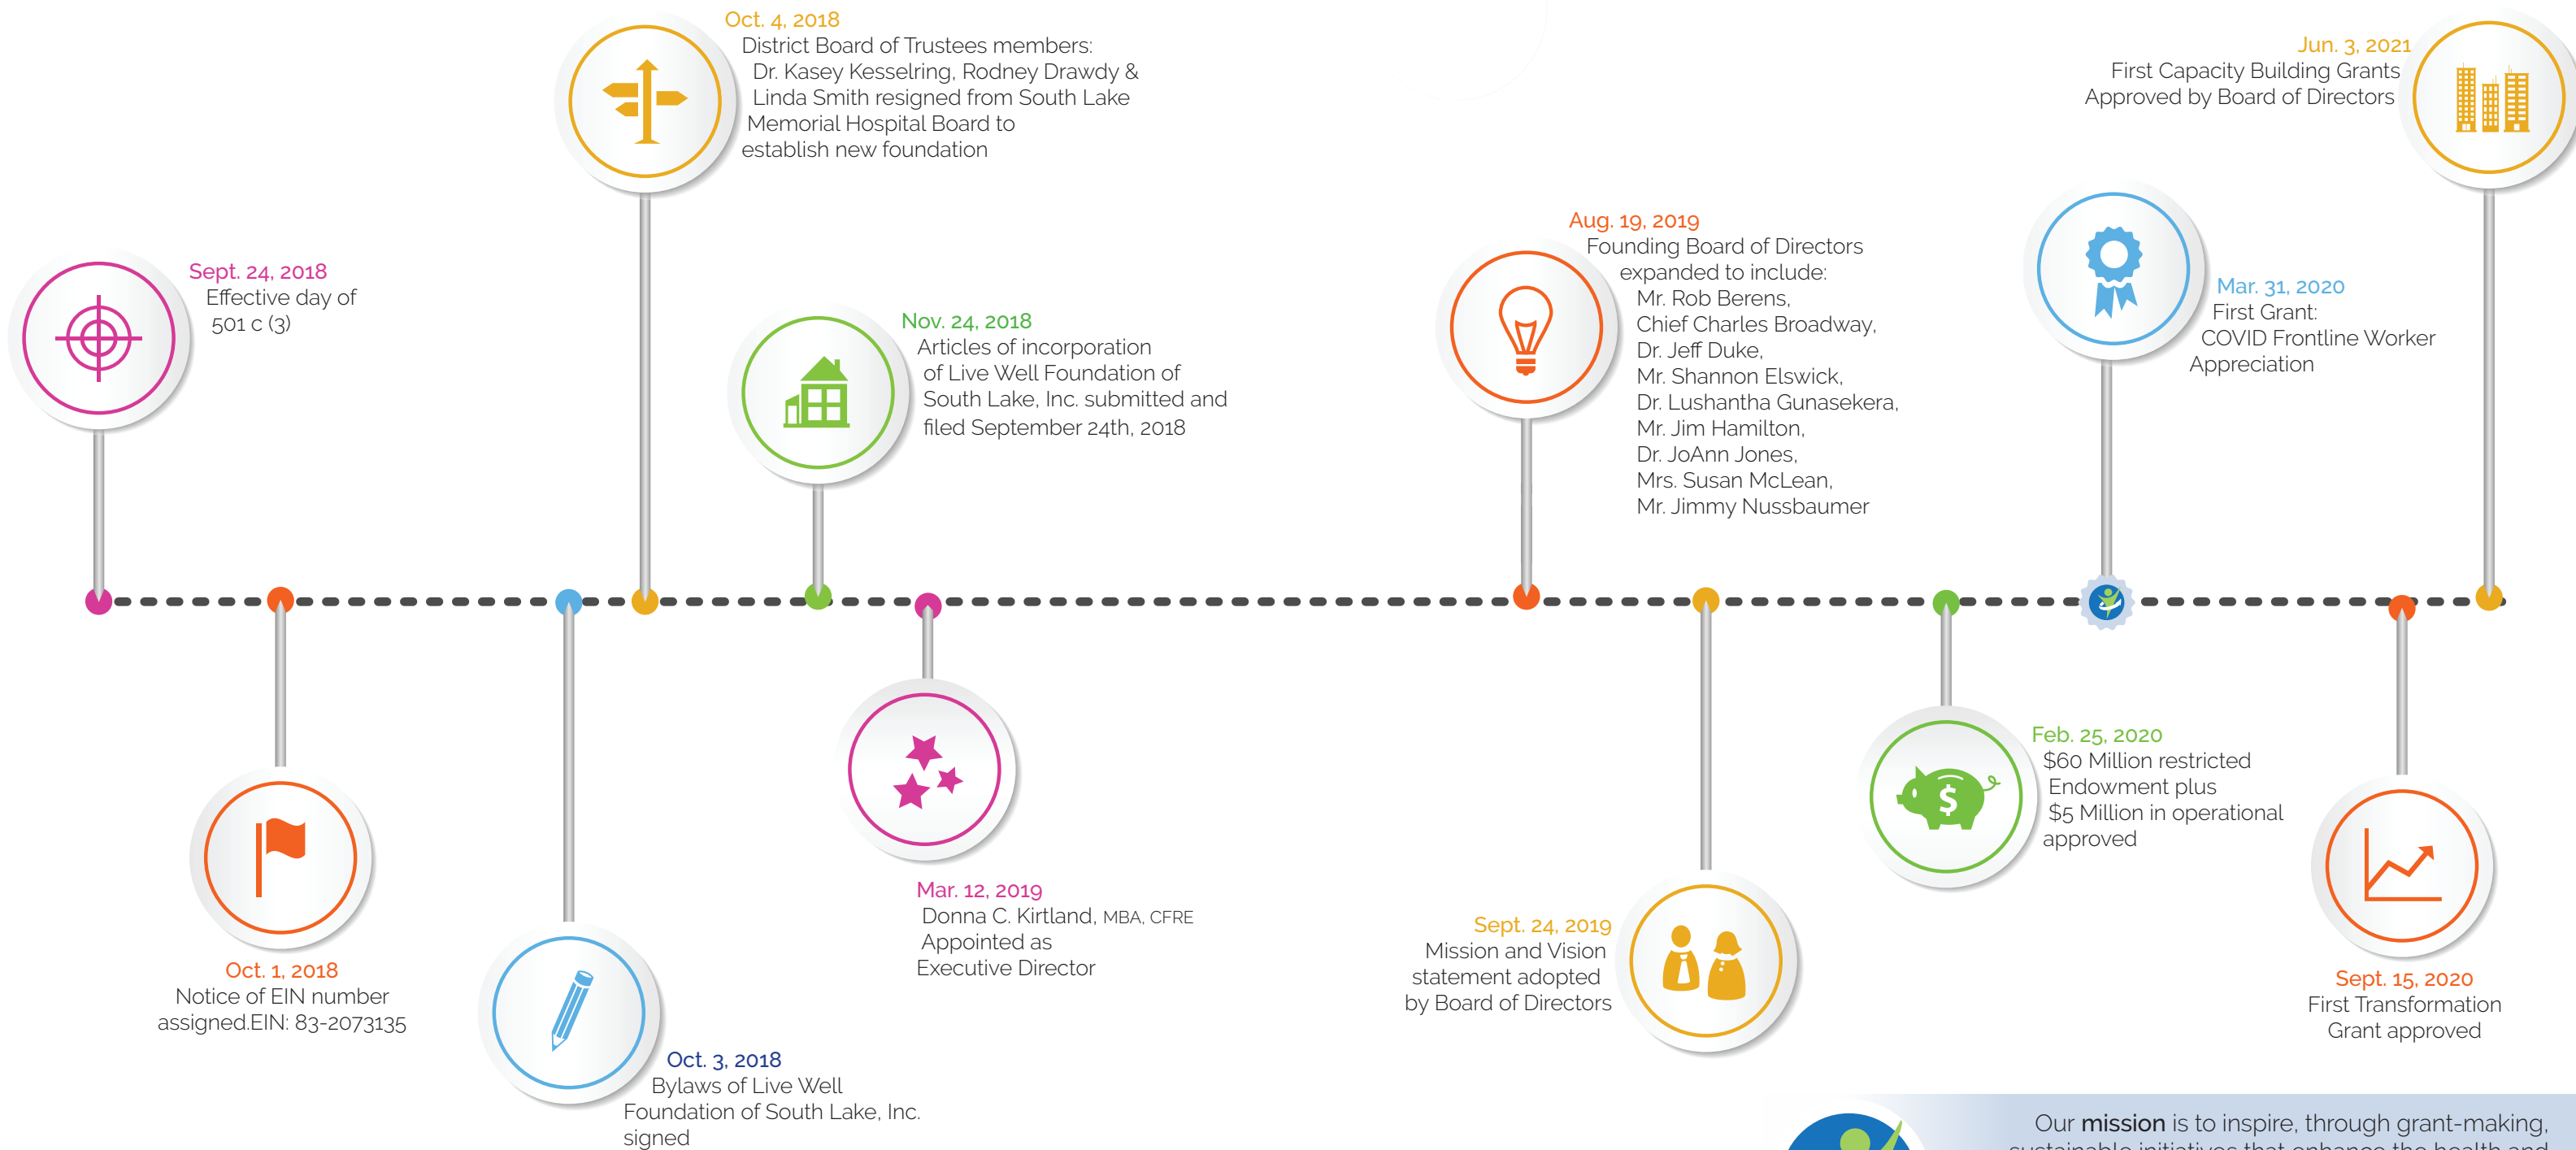 Sept. 24, 2018
Effective day of
501 c (3)
Oct. 1, 2018
Notice of EIN number
assigned.EIN: 83-2073135
Oct. 3, 2018
Bylaws of Live Well
Foundation of South Lake, Inc.
signed
Oct. 4, 2018
District Board of Trustees members:
Dr. Kasey Kesselring, Rodney Drawdy &
Linda Smith resigned from South Lake
Memorial Hospital Board to
establish new foundation
Nov. 24, 2018
Articles of incorporation
of Live Well Foundation of
South Lake, Inc. submitted and
filed September 24th, 2018
Mar. 12, 2019
Donna C. Kirtland, MBA, CFRE
Appointed as
Executive Director
Aug. 19, 2019
Founding Board of Directors
expanded to include:
Mr. Rob Berens,
Chief Charles Broadway,
Dr. Jeff Duke,
Mr. Shannon Elswick,
Dr. Lushantha Gunasekera,
Mr. Jim Hamilton,
Dr. JoAnn Jones,
Mrs. Susan McLean,
Mr. Jimmy Nussbaumer
Sept. 24, 2019
Mission and Vision
statement adopted
by Board of Directors
Feb. 25, 2020
$60 Million restricted
Endowment plus
$5 Million in operational
approved
$
Mar. 31, 2020
First Grant:
COVID Frontline Worker
Appreciation
Sept. 15, 2020
First Transformation
Grant approved
Jun. 3, 2021
First Capacity Building Grants
Approved by Board of Directors
Our mission is to inspire, through grant-making,
sustainable initiatives that enhance the health and